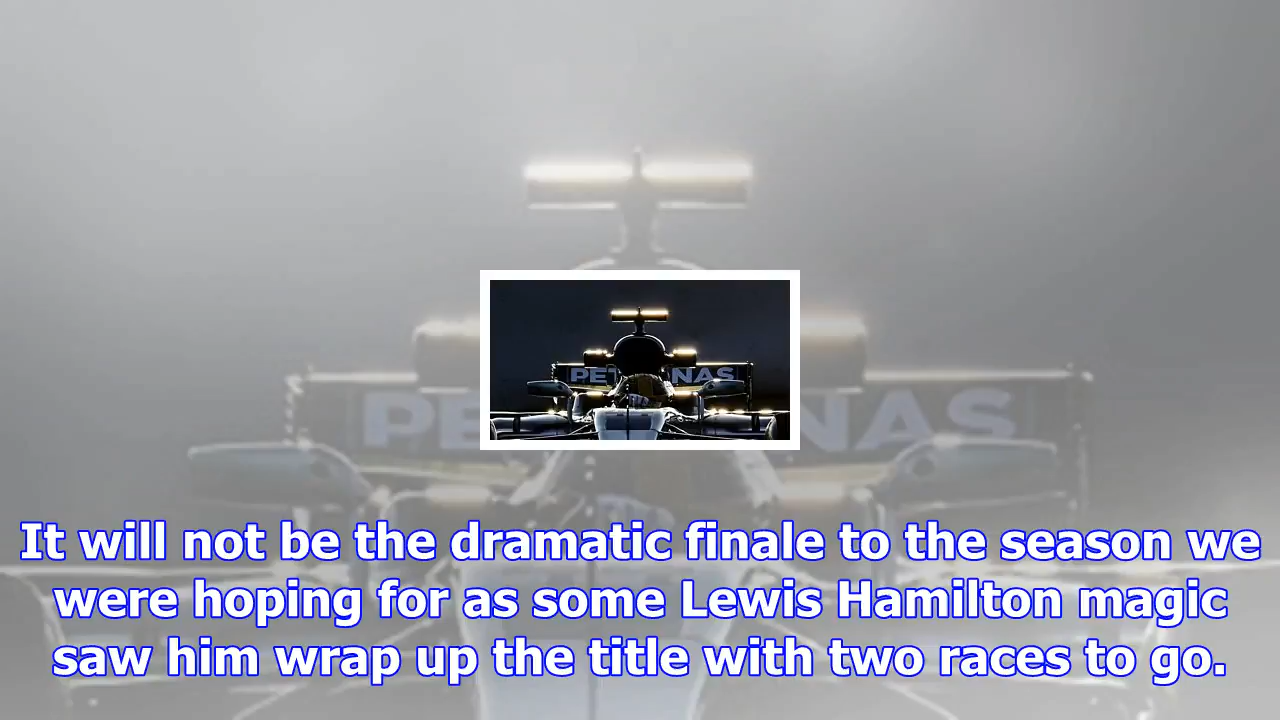 PETRONAS
It will not be the dramatic finale to the season we
were hoping for as some Lewis Hamilton magic
saw him wrap up the title with two races to go.